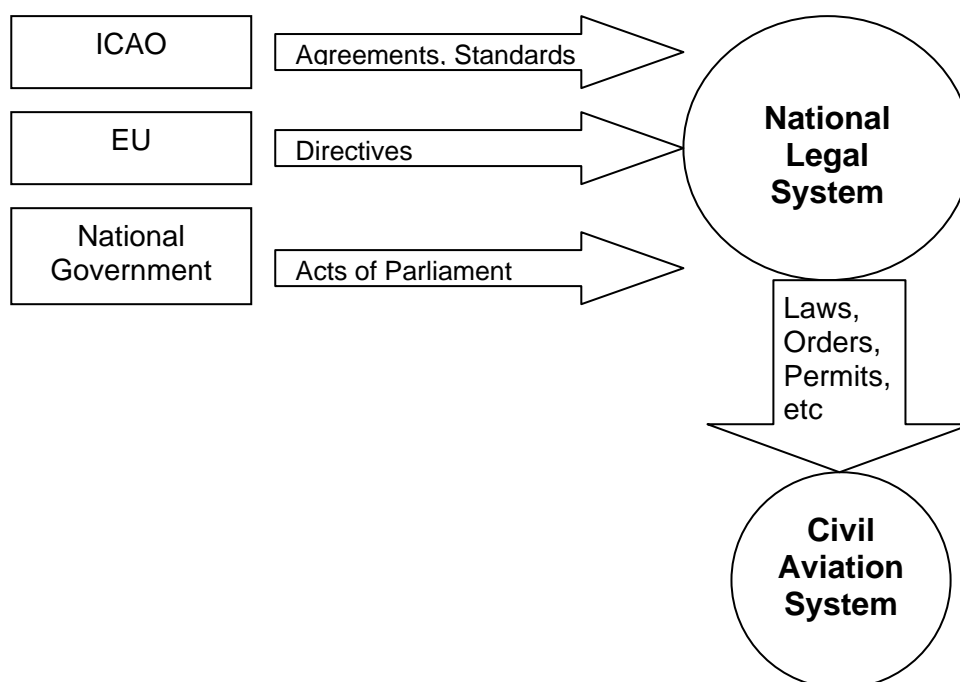 ICAO
Agreements, Standards
EU
Directives
National
Government
Acts of Parliament
National
Legal
System
Laws,
Orders,
Permits,
etc
Civil
Aviation
System